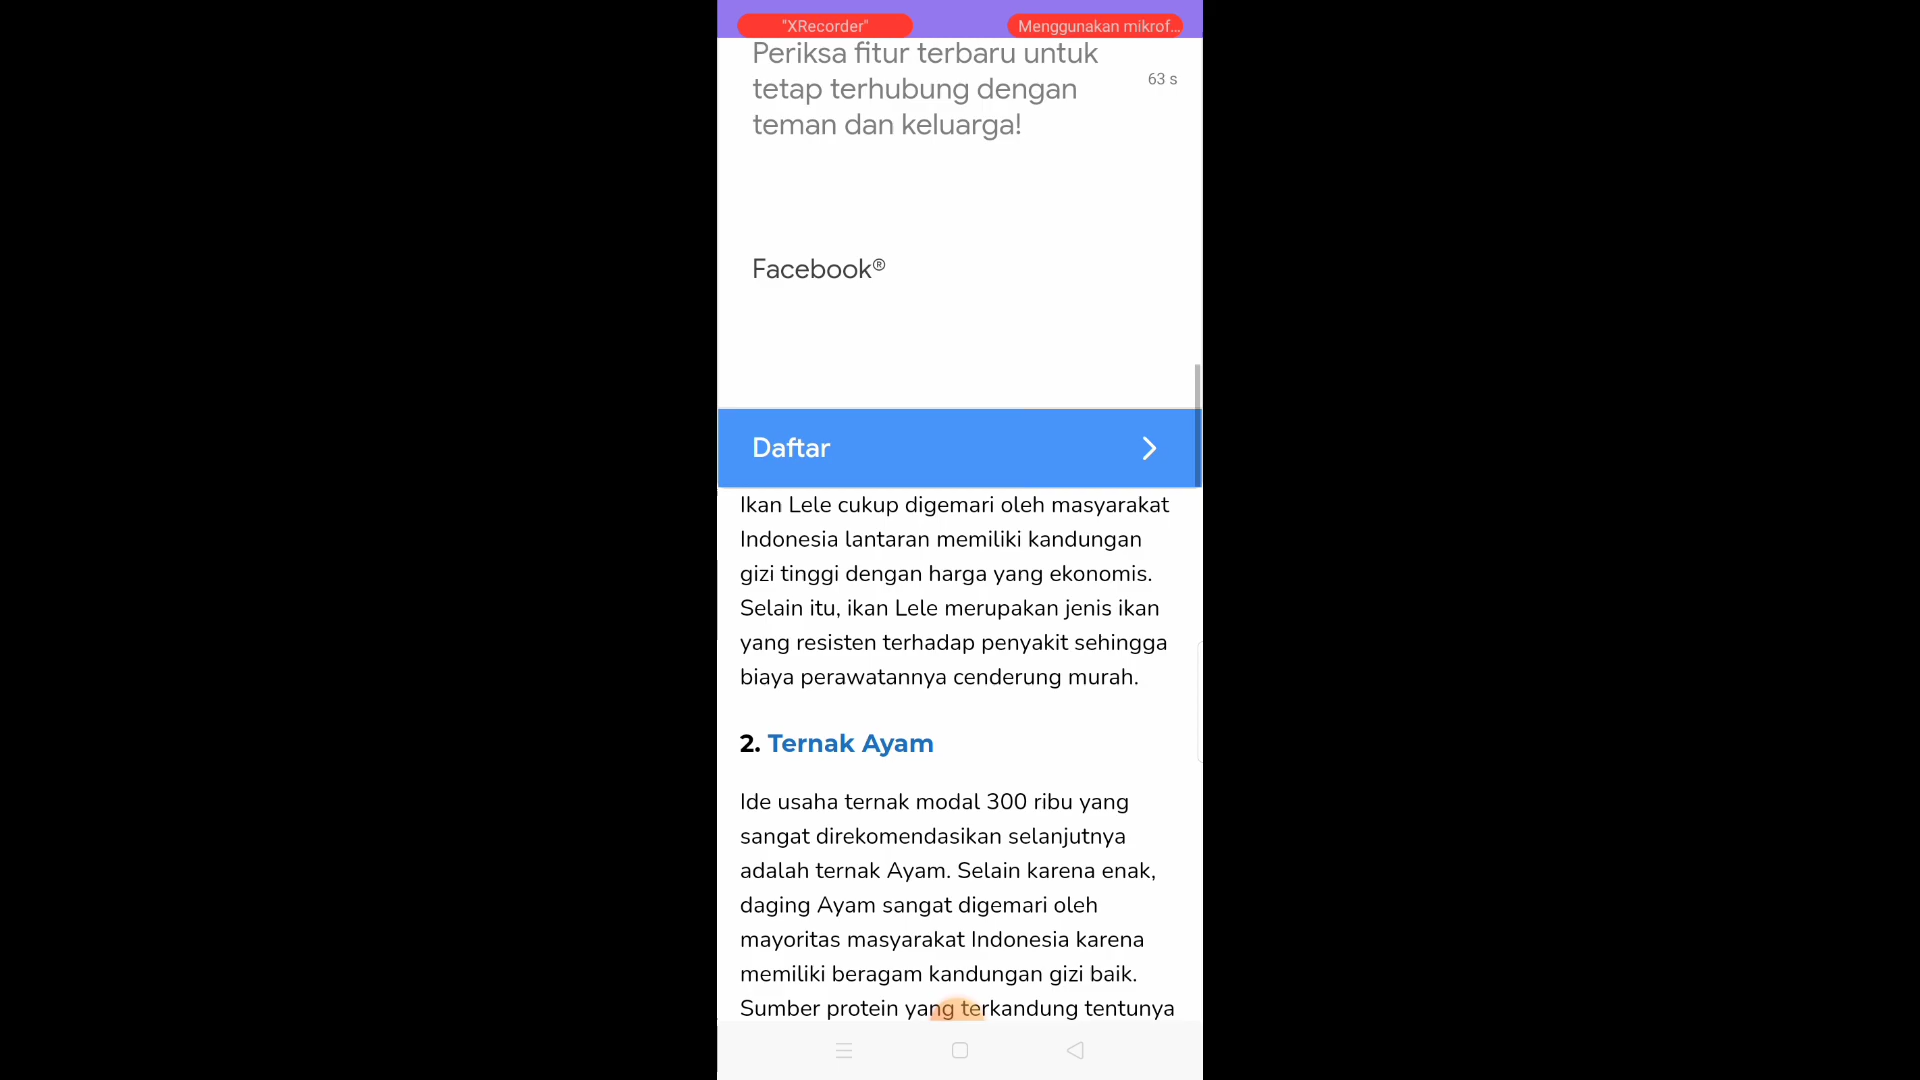 "XRecorder"
Menggunakan mikrof...
Periksa fitur terbaru untuk
tetap terhubung dengan
teman dan keluarga!
63 s
Facebook®
Daftar
Ikan Lele cukup digemari oleh masyarakat
Indonesia lantaran memiliki kandungan
gizi tinggi dengan harga yang ekonomis.
Selain itu, ikan Lele merupakan jenis ikan
yang resisten terhadap penyakit sehingga
biaya perawatannya cenderung murah.
2. Ternak Ayam
Ide usaha ternak modal 300 ribu yang
sangat direkomendasikan selanjutnya
adalah ternak Ayam. Selain karena enak,
daging Ayam sangat digemari oleh
mayoritas masyarakat Indonesia karena
memiliki beragam kandungan gizi baik.
Sumber protein yang terkandung tentunya